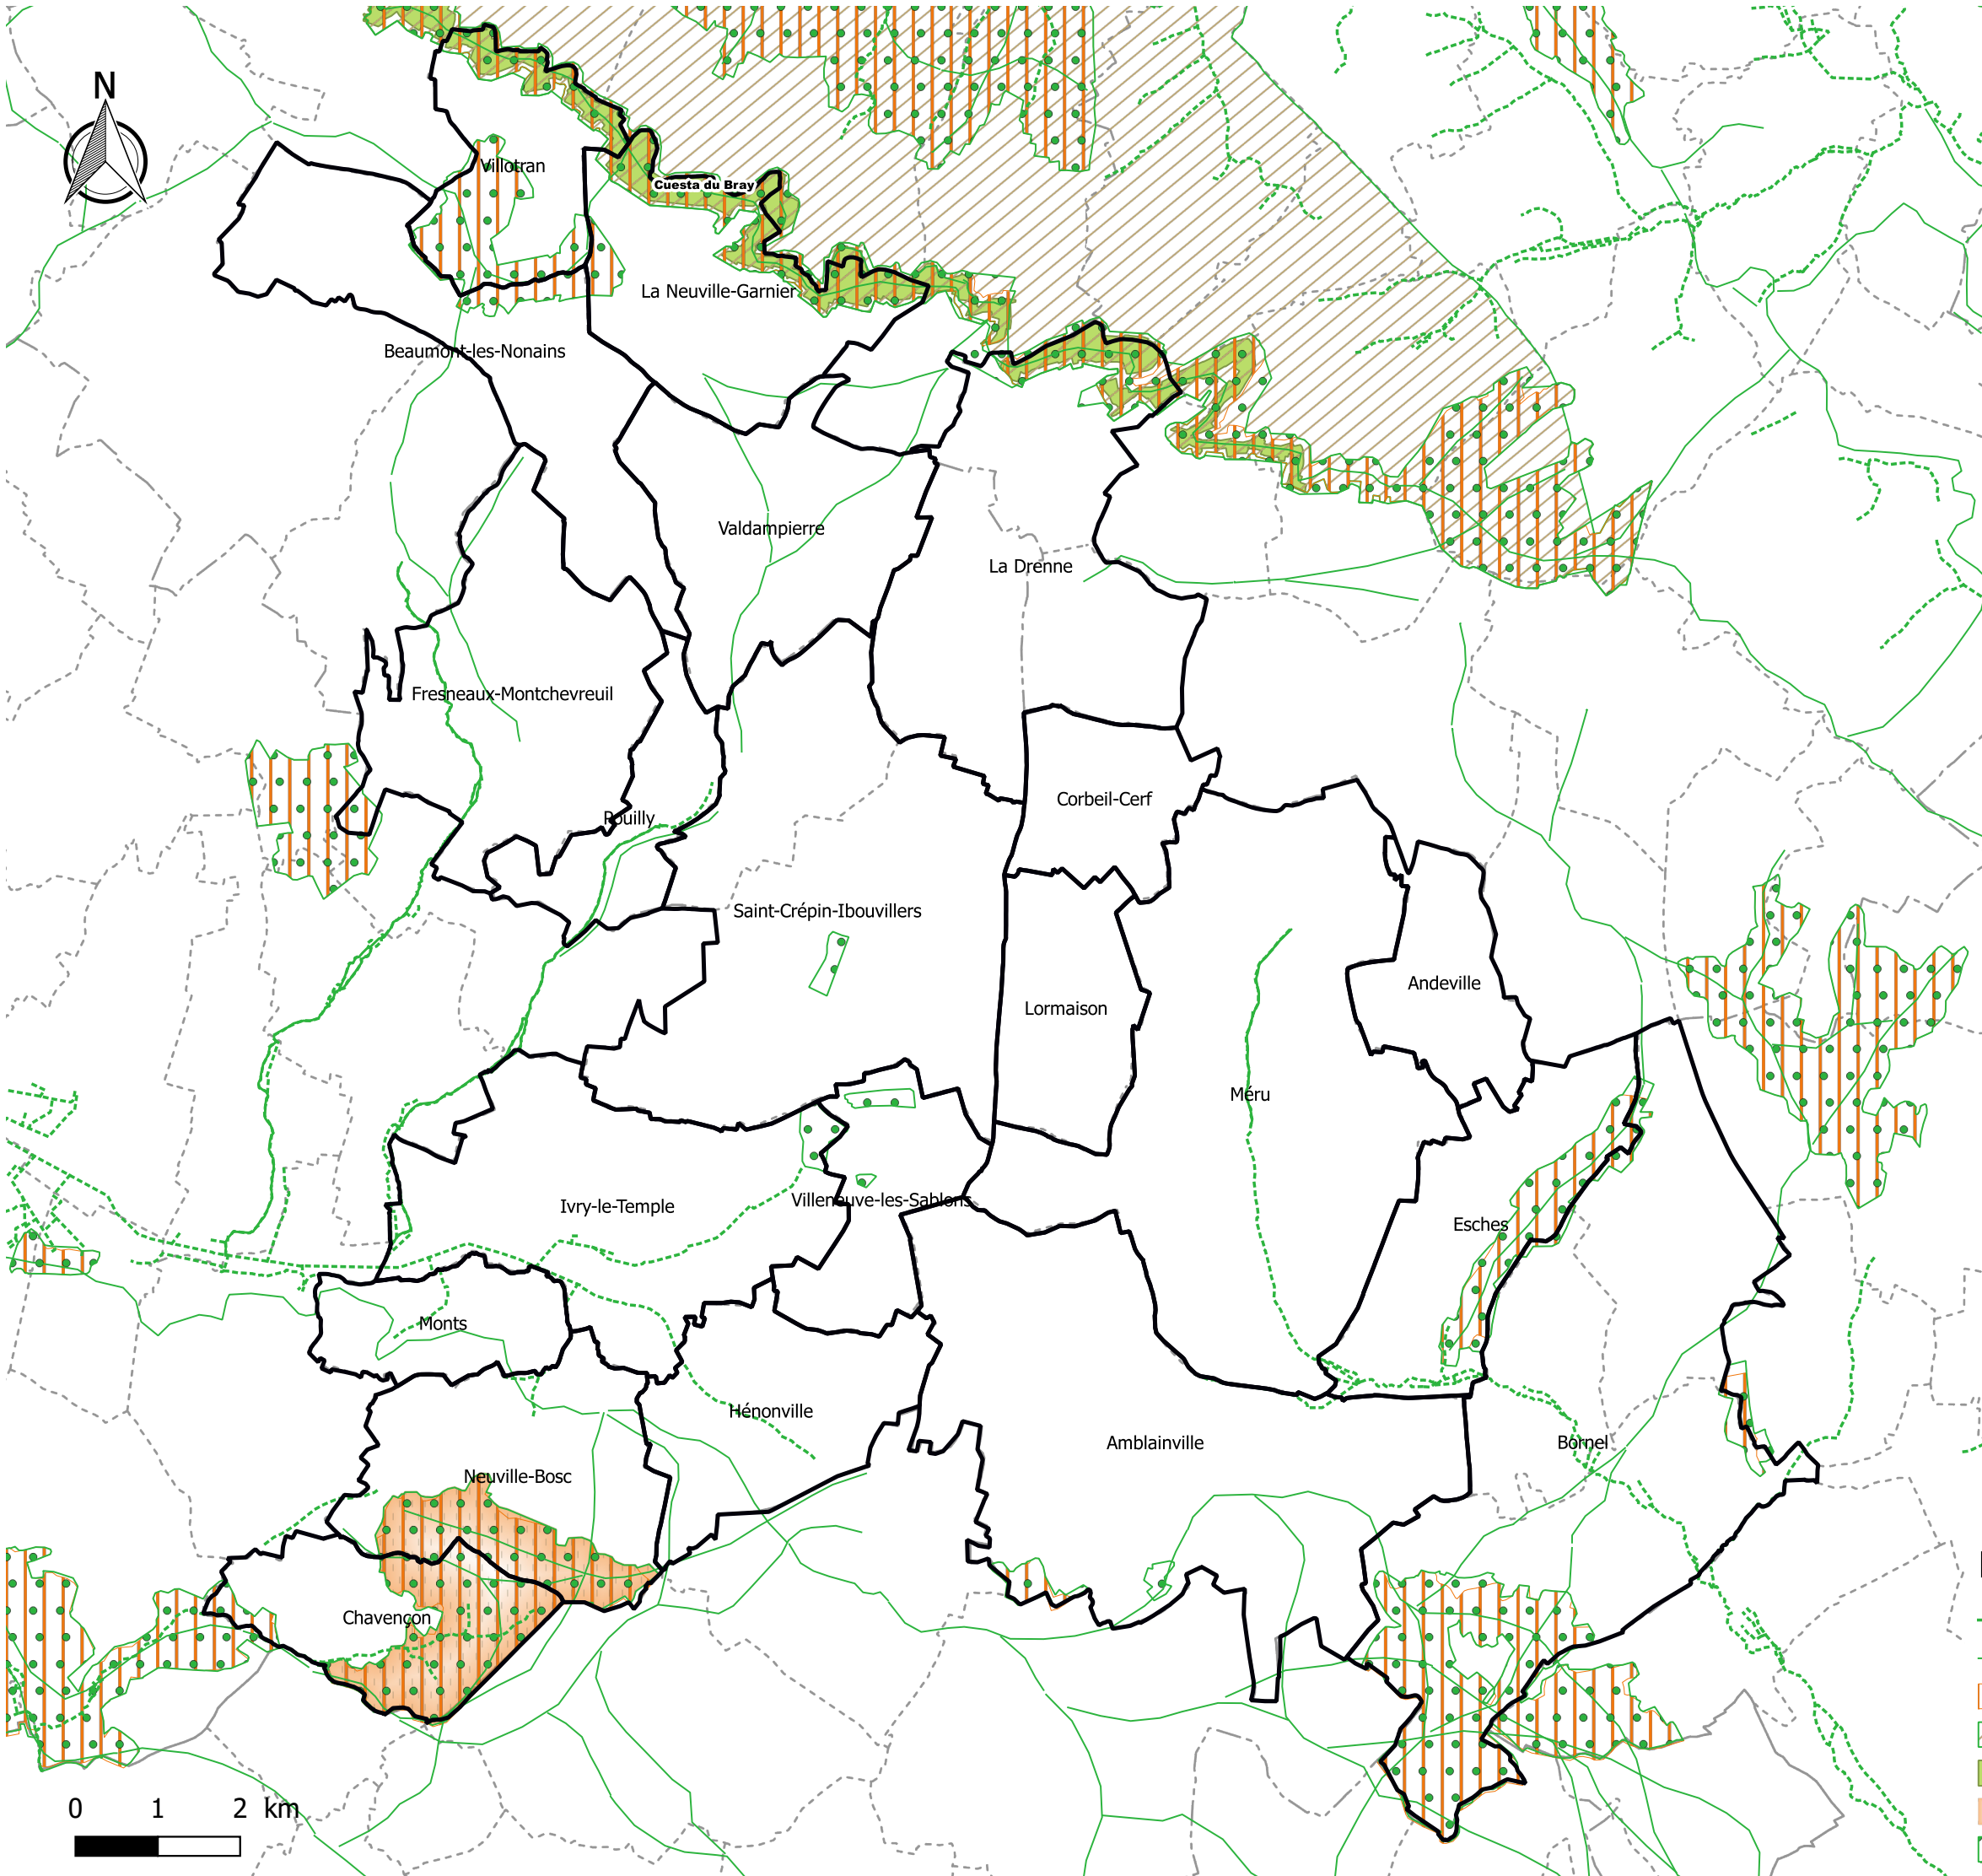 N
Villotran
Cuesta du Bray
La Neuville-Garnier
Beaumont-les-Nonains
Valdampierre
La Drenne
Fresneaux-Montchevreuil
Corbeil-Cerf
Pouilly
Saint-Crépin-Ibouvillers
Andeville
Lormaison
Méru
Villeneuve-les-Sablons
Ivry-le-Temple
Esches
Monts
Hénonville
Amblainville
Bornel
Neuville-Bosc
Chavençon
0 1 2 km